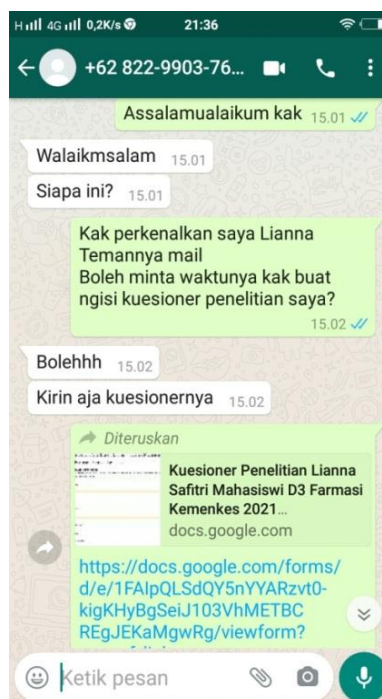 H 4G 0,2K/s 21:36
+62 822-9903-76...
Assalamualaikum kak 15.01
Walaikmsalam 15.01
Siapa ini? 15.01
Kak perkenalkan saya Lianna
Temannya mail
Boleh minta waktunya kak buat
ngisi kuesioner penelitian saya?
15.02
Bolehhh 15.02
Kirin aja kuesionernya 15.02
Diteruskan
Kuesioner Penelitian Lianna
Safitri Mahasiswi D3 Farmasi
Kemenkes 2021...
docs.google.com
https://docs.google.com/forms/
d/e/1FAIpQLSdQY5nYYARzvt0-
kigKHyBgSeiJ103VhMETBC
REgJEKaMgwRg/viewform?
Ketik pesan